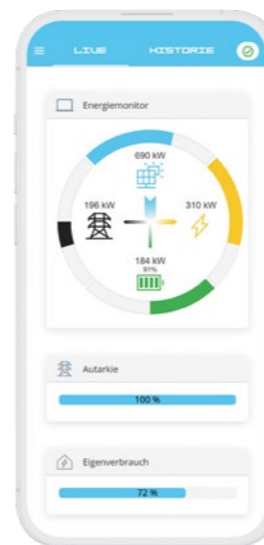 LIVE HISTORIE
Energiemonitor
690 kW
196 kW 310 kW
184 kW
91%
Autarkie
100 %
Eigenverbrauch
72 %